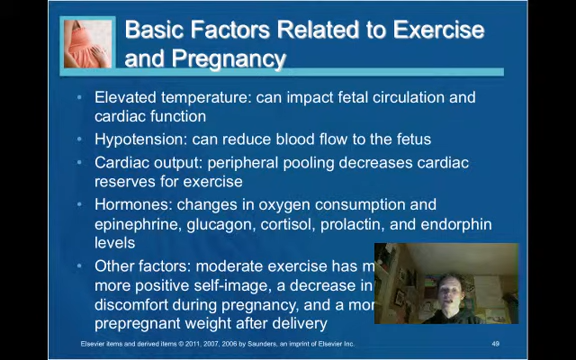 Basic Factors Related to Exercise
and Pregnancy
• Elevated temperature: can impact fetal circulation and
cardiac function
• Hypotension: can reduce blood flow to the fetus
• Cardiac output: peripheral pooling decreases cardiac
reserves for exercise
• Hormones: changes in oxygen consumption and
epinephrine, glucagon, cortisol, prolactin, and endorphin
levels
• Other factors: moderate exercise has
more positive self-image, a decrease in
discomfort during pregnancy, and a
prepregnant weight after delivery
Elsevier items and derived items © 2011, 2007, 2006 by Saunders, an imprint of Elsevier Inc.
49